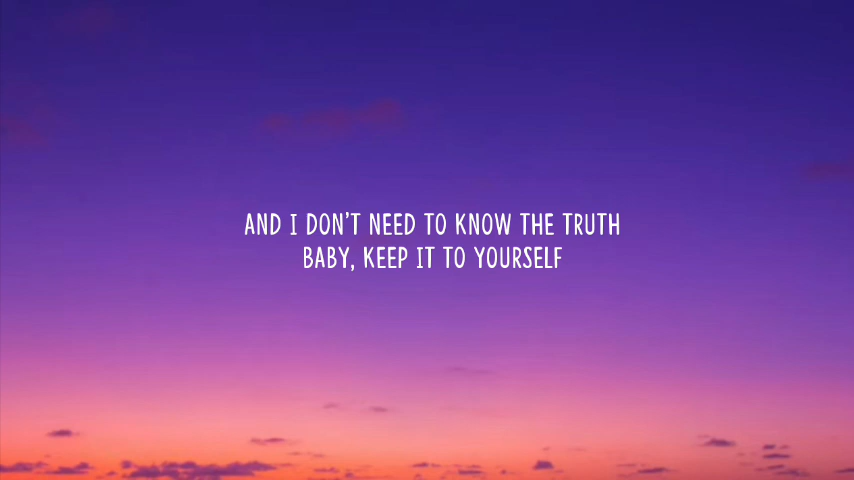 AND I DON'T NEED TO KNOW THE TRUTH
BABY, KEEP IT TO YOURSELF